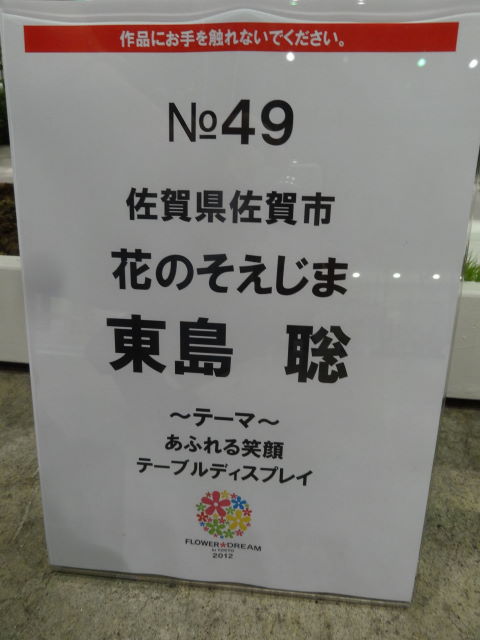 作品にお手を触れないでください。
№49
佐賀県佐賀市
花のそえじま
東島 聡
～テーマ～
あふれる笑顔
テーブルディスプレイ
FLOWER★DREAM
in TOKYO
2012